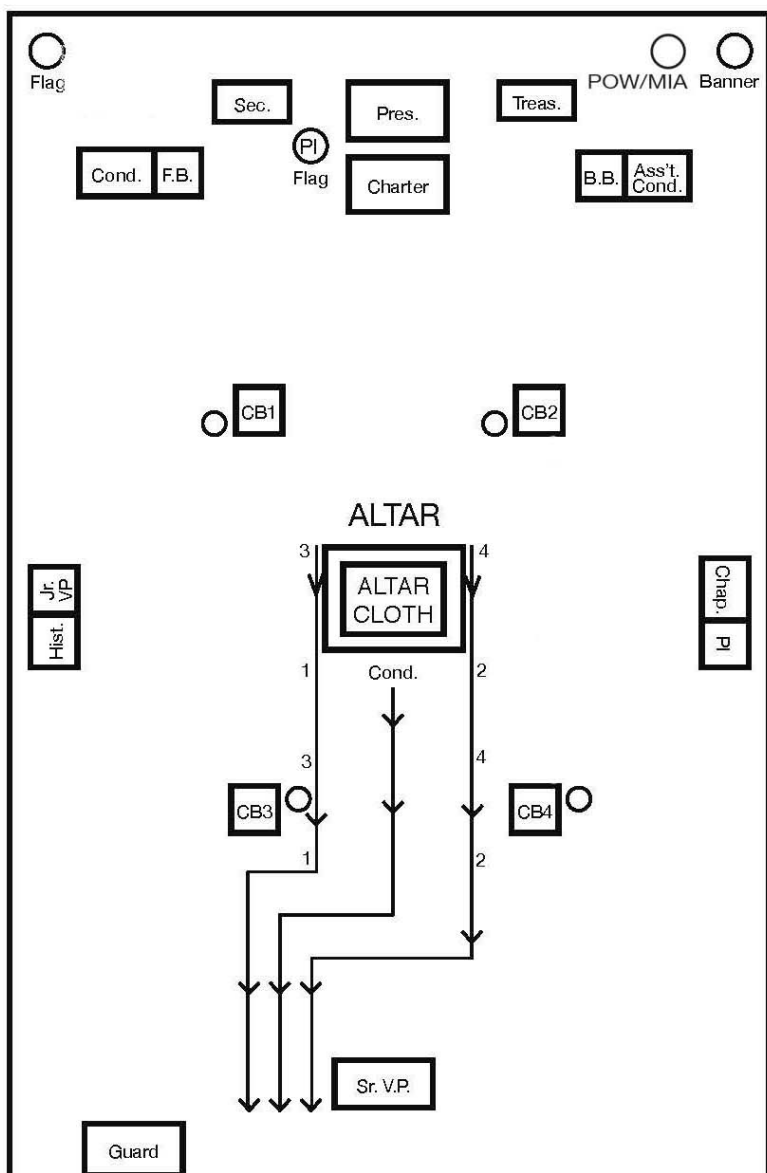 Flag
POW/MIA
Banner
Sec.
Pres.
Treas.
PI
Flag
Cond.
F.B.
Charter
B.B.
Ass't.
Cond.
CB1
CB2
ALTAR
3
4
ALTAR
CLOTH
Jr.
VP
Hist.
Chap.
PI
1
Cond.
2
3
4
CB3
CB4
1
2
Sr. V.P.
Guard